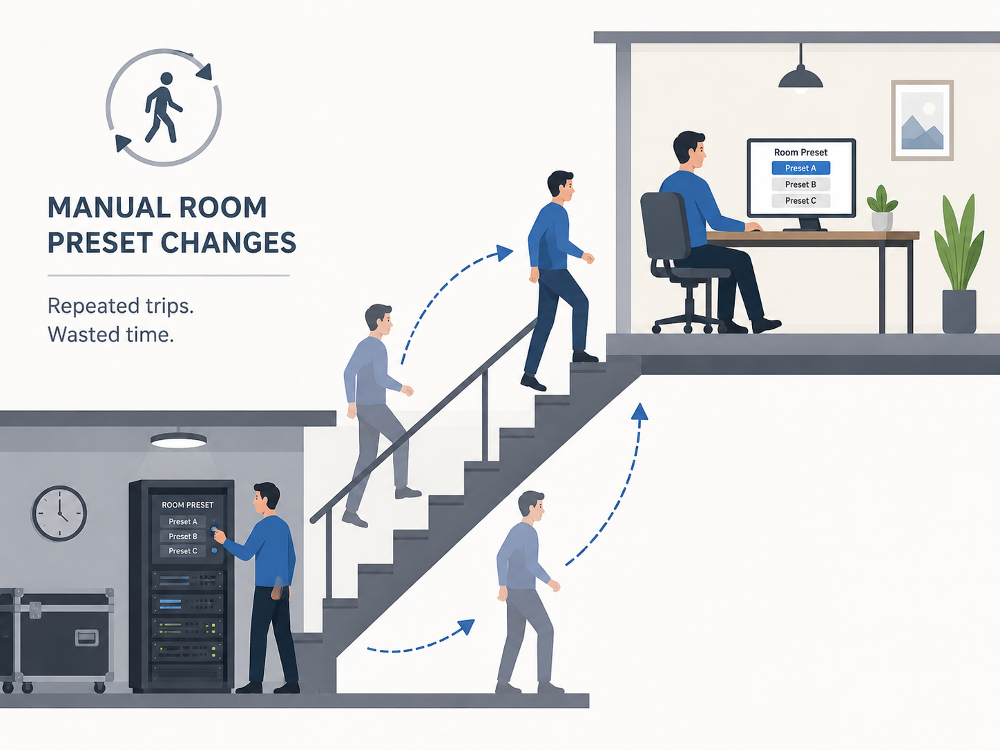 MANUAL ROOM
PRESET CHANGES
Repeated trips.
Wasted time.
Room Preset
Preset A
Preset B
Preset C
ROOM PRESET
Preset A
Preset B
Preset C